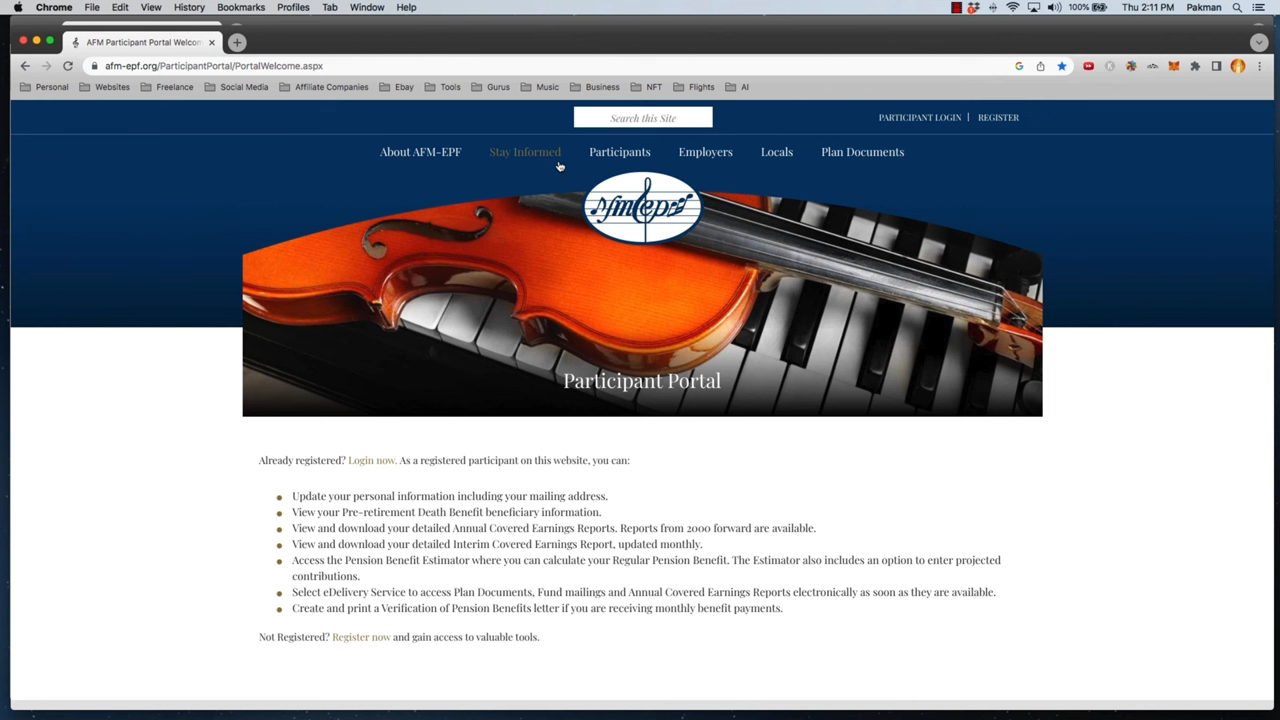 Chrome File Edit View History Bookmarks Profiles Tab Window Help 100% Thu 2:11 PM Pakman
AFM Participant Portal Welcom
afm-epf.org/ParticipantPortal/PortalWelcome.aspx
Personal Websites Freelance Social Media Affiliate Companies Ebay Tools Gurus Music Business NFT Flights AI
Search this Site PARTICIPANT LOGIN | REGISTER
About AFM-EPF Stay Informed Participants Employers Locals Plan Documents
afm epf
Participant Portal
Already registered? Login now. As a registered participant on this website, you can:
Update your personal information including your mailing address.
View your Pre-retirement Death Benefit beneficiary information.
View and download your detailed Annual Covered Earnings Reports. Reports from 2000 forward are available.
View and download your detailed Interim Covered Earnings Report, updated monthly.
Access the Pension Benefit Estimator where you can calculate your Regular Pension Benefit. The Estimator also includes an option to enter projected
contributions.
Select eDelivery Service to access Plan Documents, Fund mailings and Annual Covered Earnings Reports electronically as soon as they are available.
Create and print a Verification of Pension Benefits letter if you are receiving monthly benefit payments.
Not Registered? Register now and gain access to valuable tools.